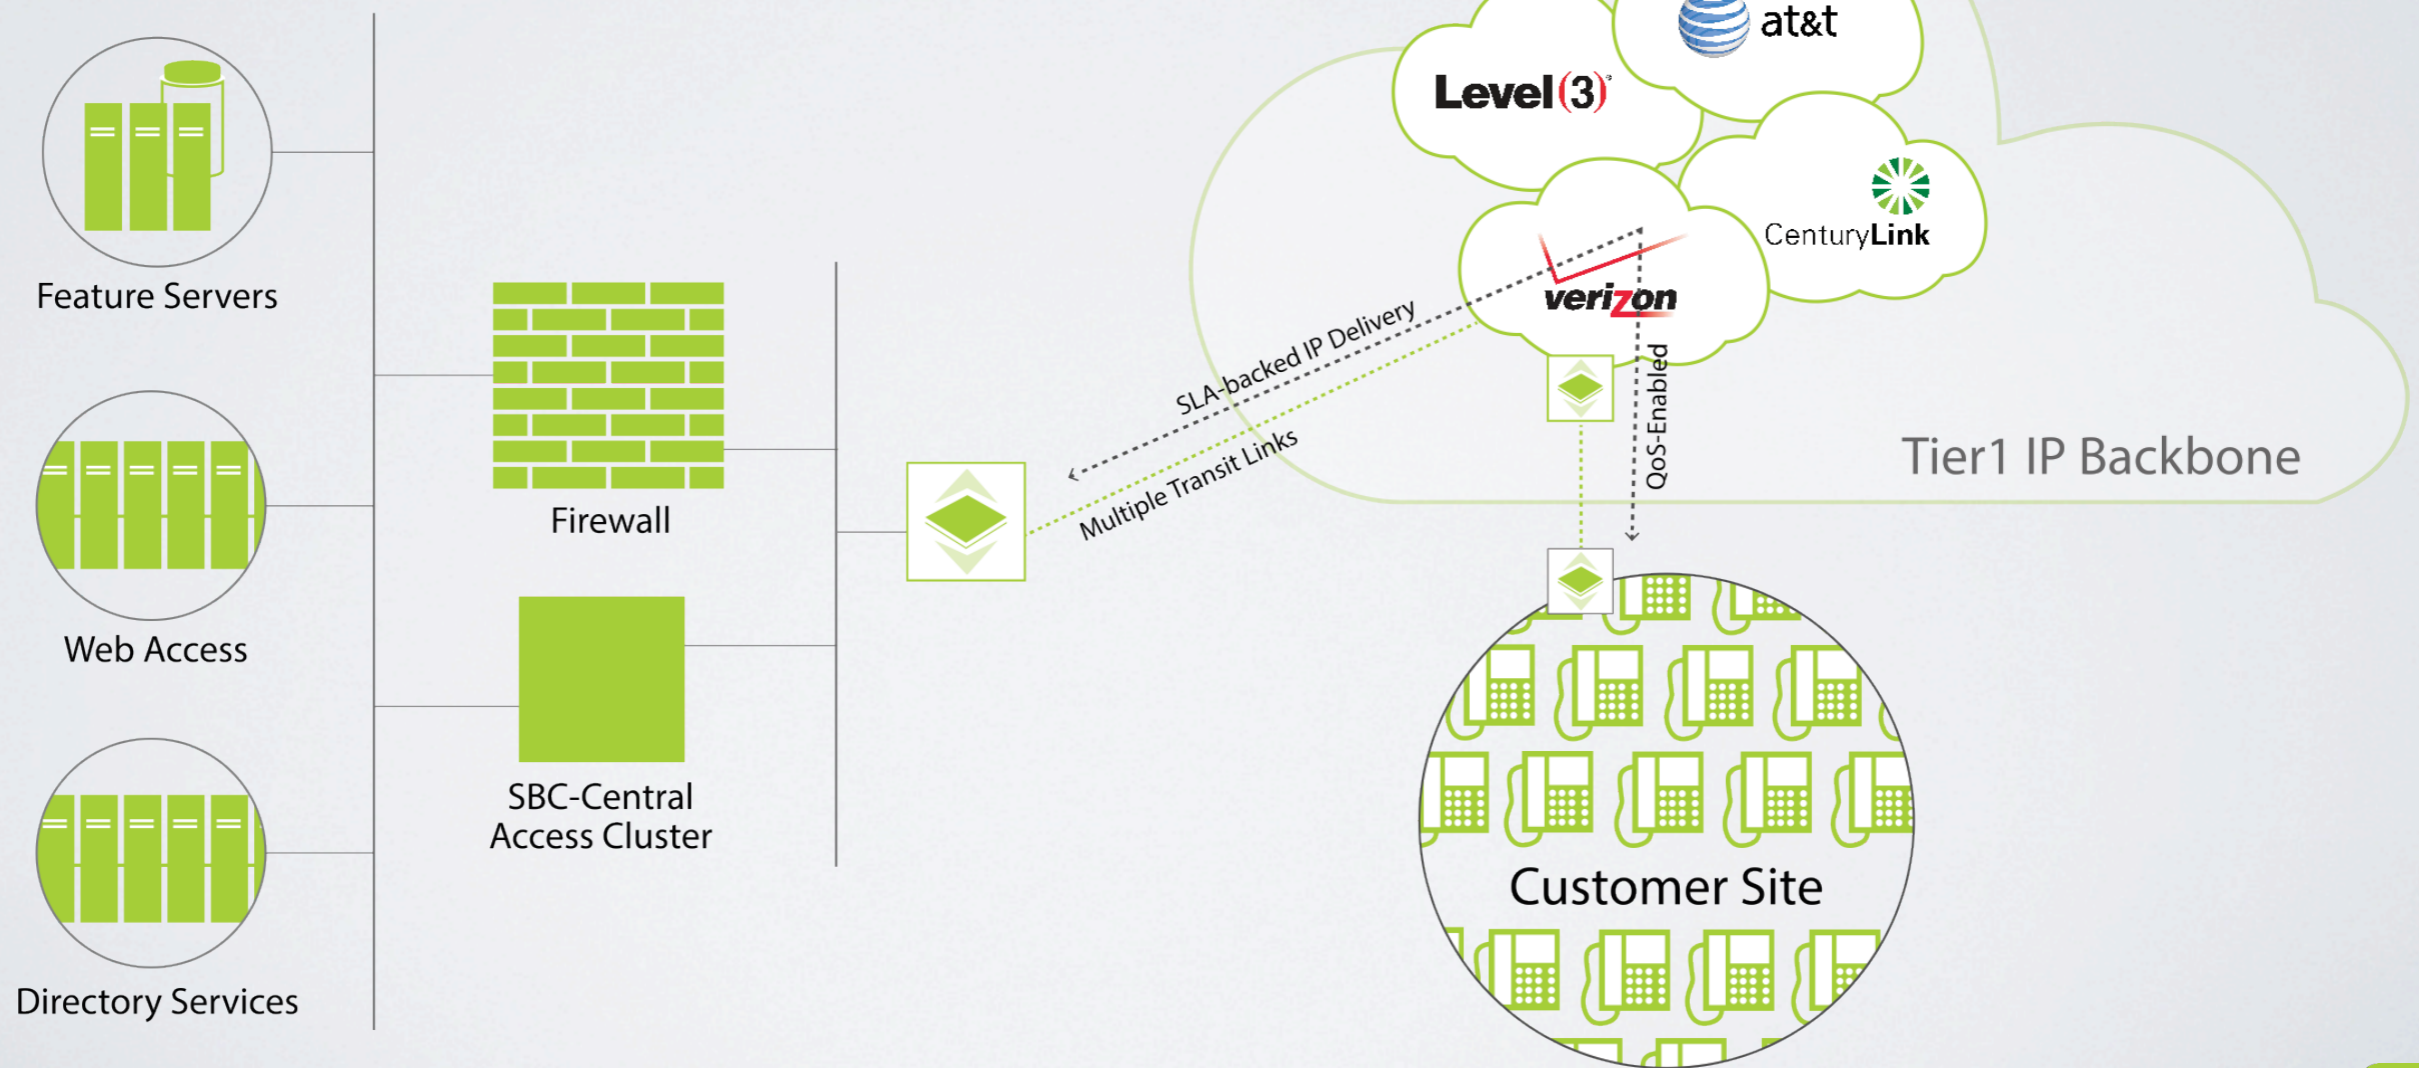 at&t
Level(3)
CenturyLink
verizon
Feature Servers
SLA-backed IP Delivery
Multiple Transit Links
QoS-Enabled
Tier1 IP Backbone
Firewall
Web Access
SBC-Central
Access Cluster
Customer Site
Directory Services